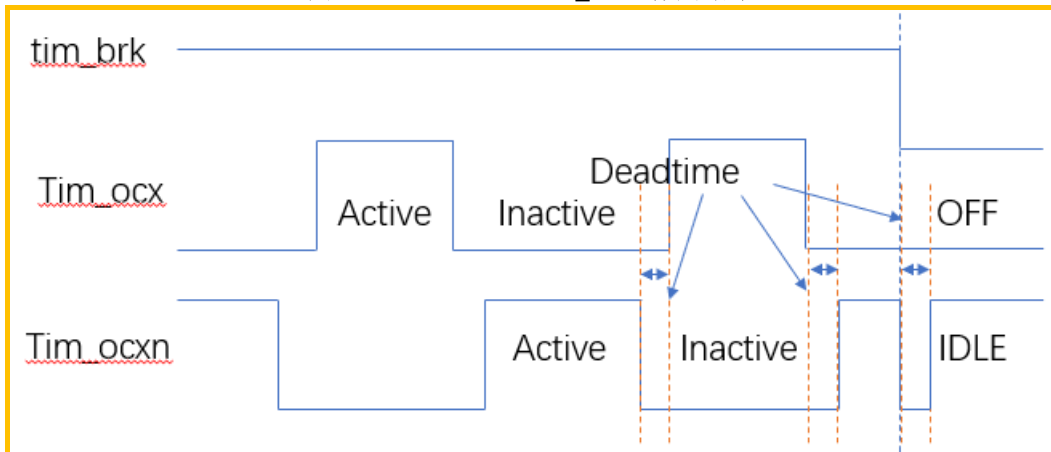 tim_brk
Deadtime
Tim_ocx
Active
Inactive
OFF
Tim_ocxn
Active
Inactive
IDLE